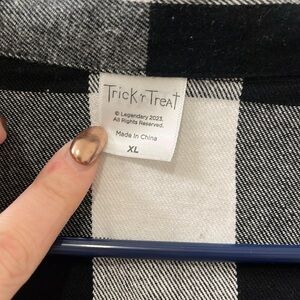 Trick 'r Treat
© Legendary 2023.
All Rights Reserved.
Made in China
XL